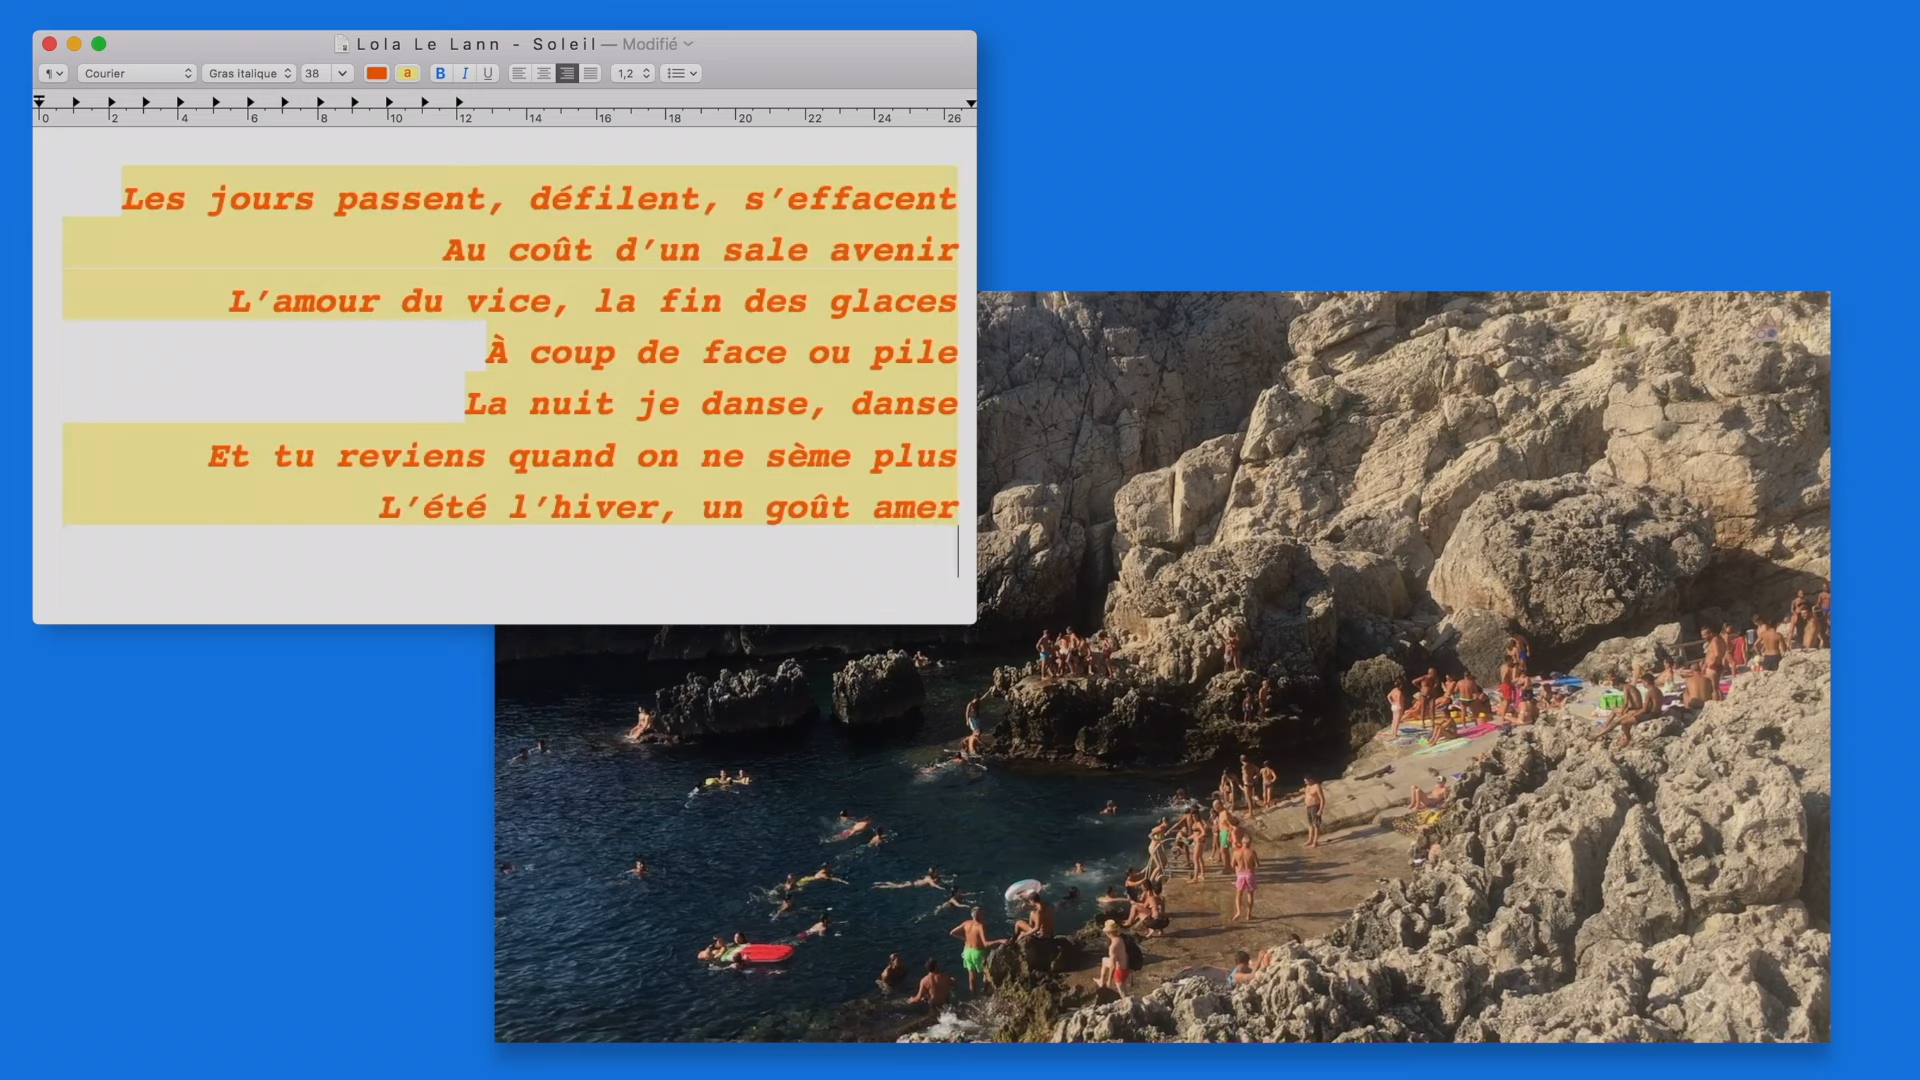 Lola Le Lann - Soleil — Modifié
¶ Courier Gras italique 38 a B I U 1,2
0 2 4 6 8 10 12 14 16 18 20 22 24 26
Les jours passent, défilent, s’effacent
Au coût d’un sale avenir
L’amour du vice, la fin des glaces
À coup de face ou pile
La nuit je danse, danse
Et tu reviens quand on ne sème plus
L’été l’hiver, un goût amer